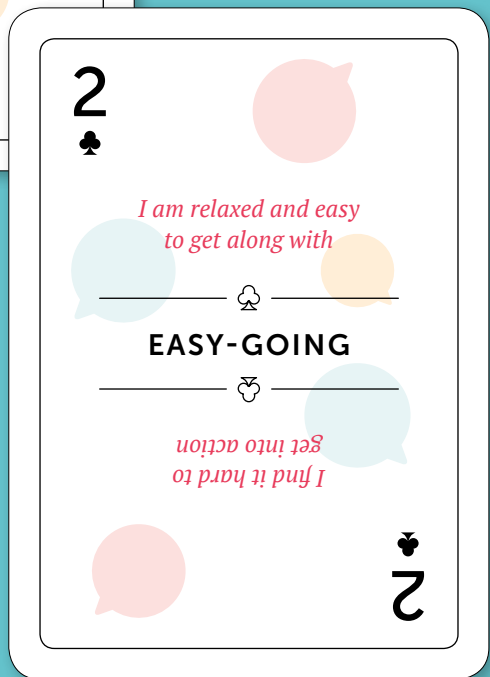 2
I am relaxed and easy
to get along with
EASY-GOING
I find it hard to
get into action
2